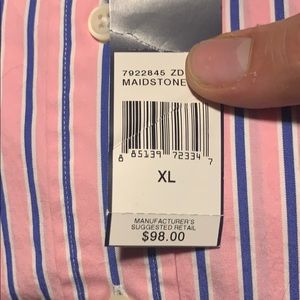 7922845 ZD
MAIDSTONE
8 85139 72334 7
XL
MANUFACTURER'S
SUGGESTED RETAIL
$98.00